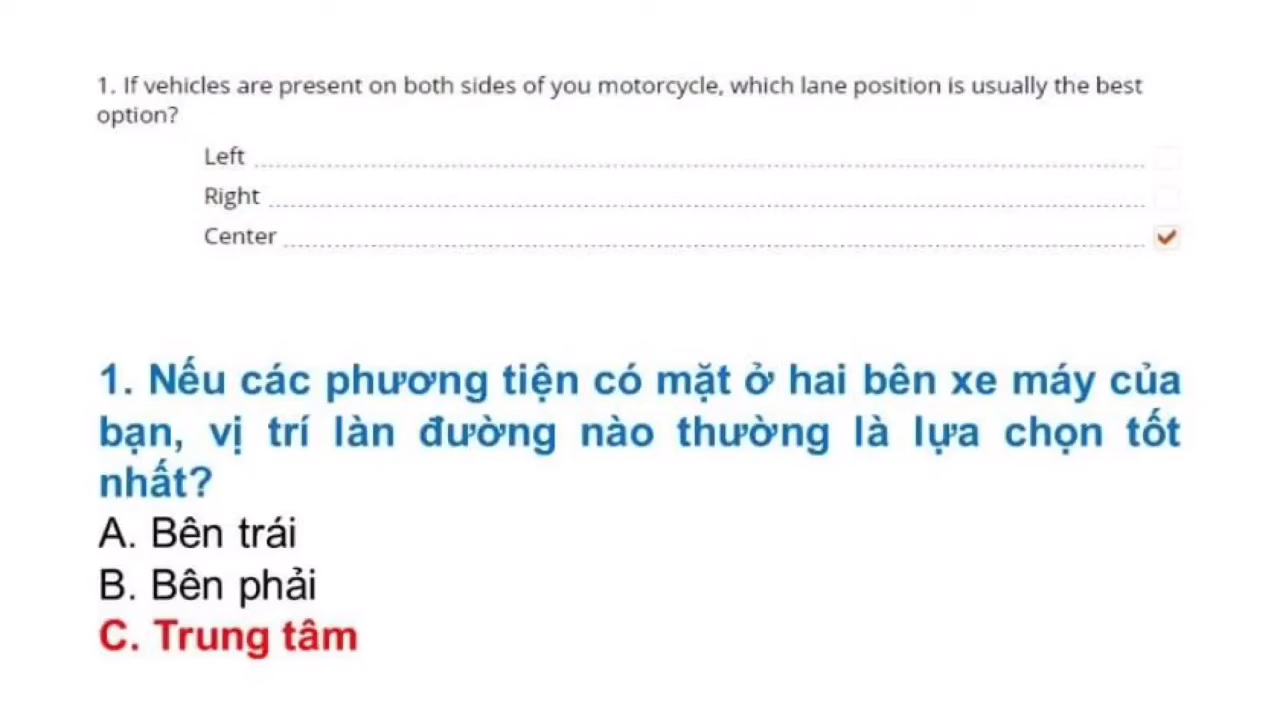 1. If vehicles are present on both sides of you motorcycle, which lane position is usually the best
option?
Left
Right
Center
1. Nếu các phương tiện có mặt ở hai bên xe máy của
bạn, vị trí làn đường nào thường là lựa chọn tốt
nhất?
A. Bên trái
B. Bên phải
C. Trung tâm